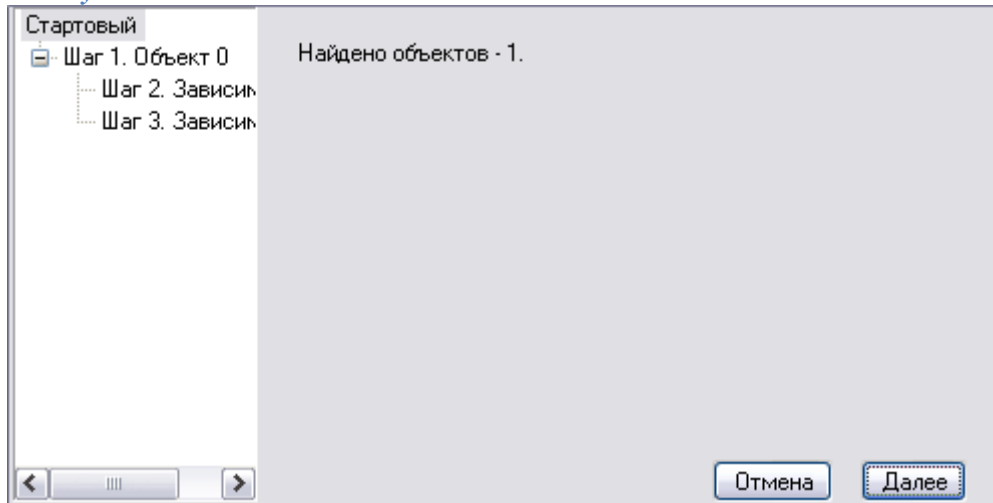 Стартовый
Шаг 1. Объект 0
Шаг 2. Зависим
Шаг 3. Зависим
Найдено объектов - 1.
Отмена
Далее